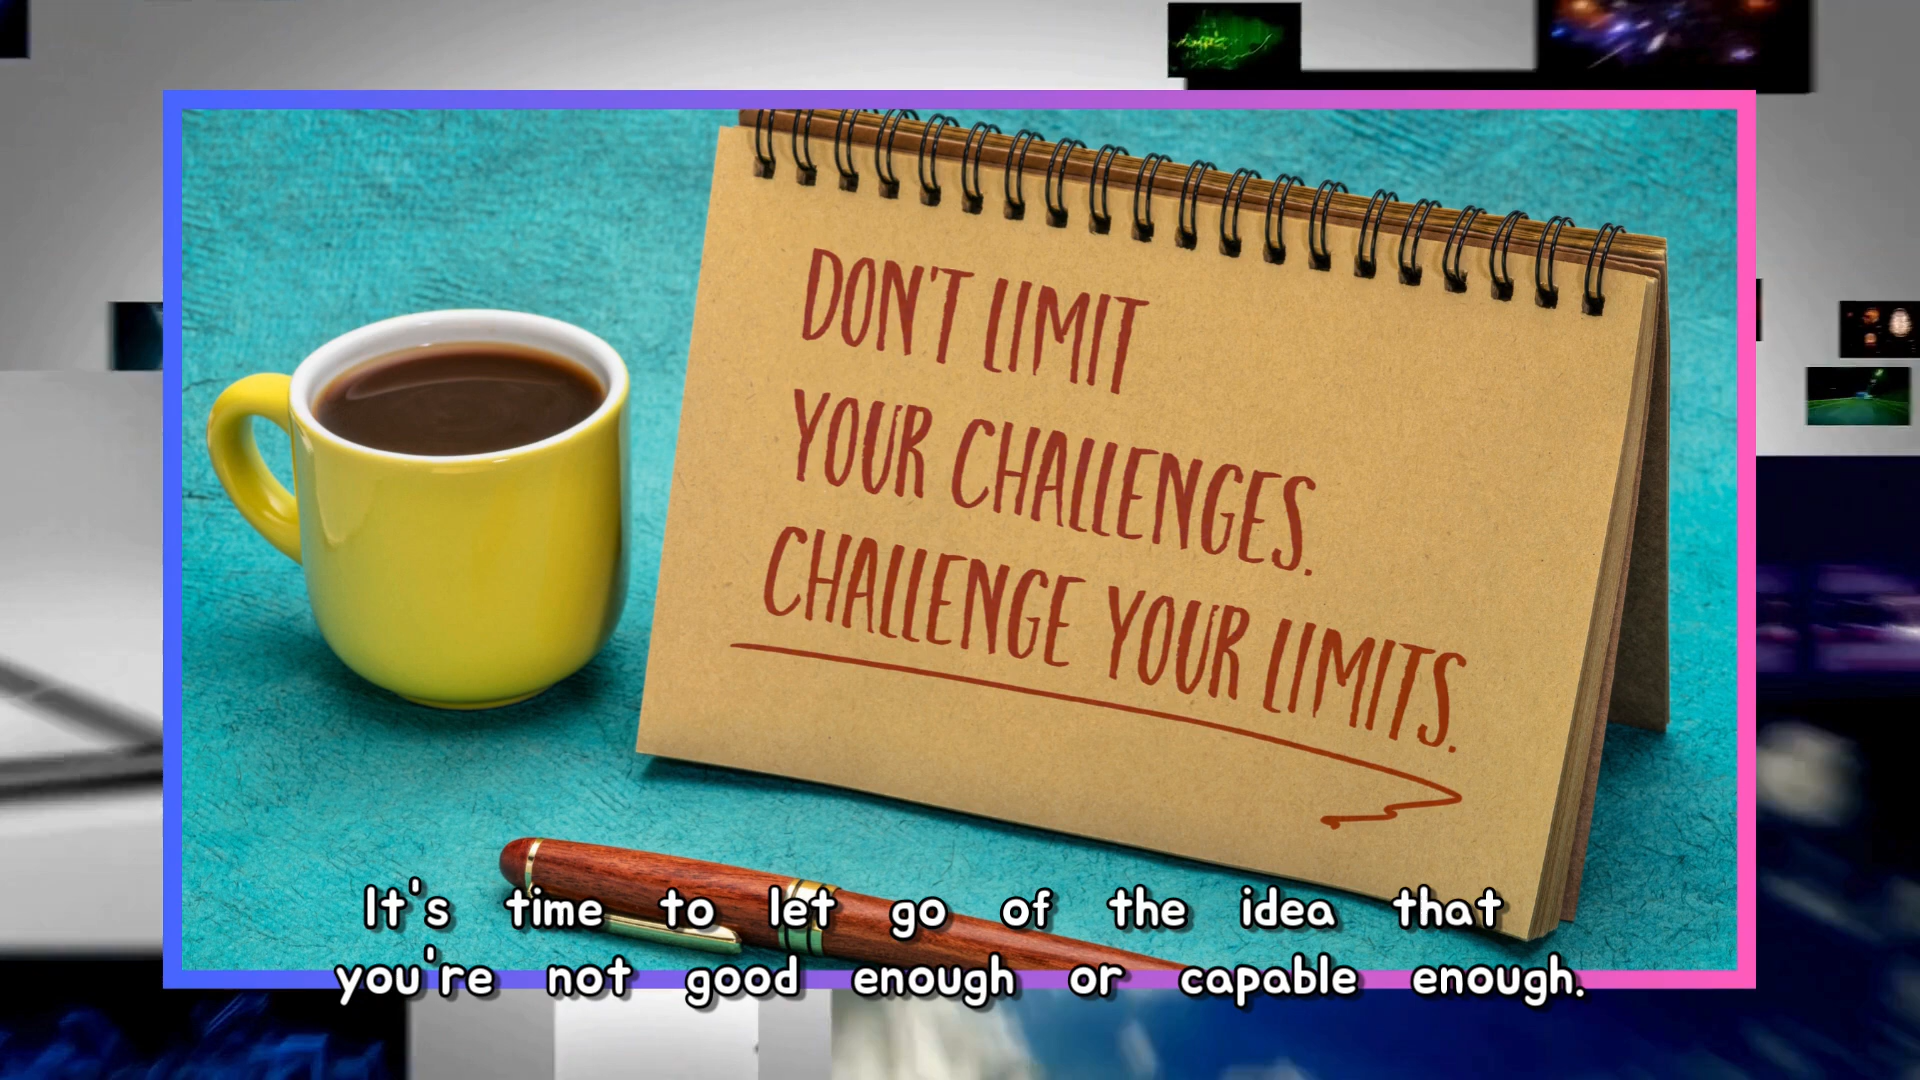 DON'T LIMIT
YOUR CHALLENGES.
CHALLENGE YOUR LIMITS.
It's time to let go of the idea that
you're not good enough or capable enough.